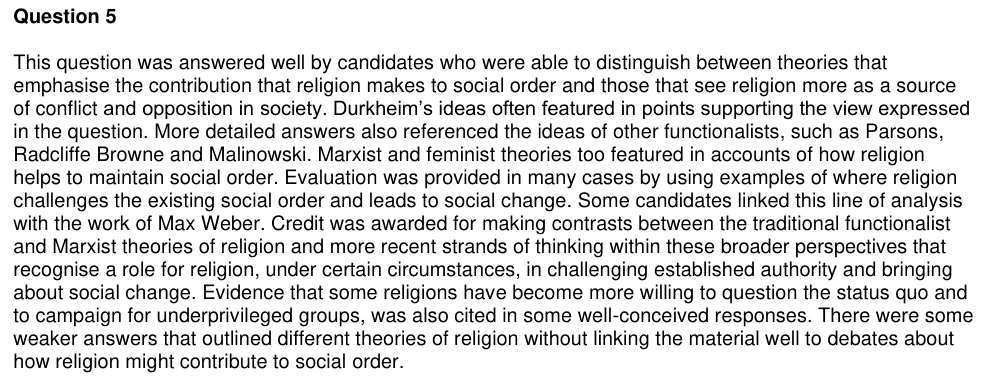 Question 5
This question was answered well by candidates who were able to distinguish between theories that
emphasise the contribution that religion makes to social order and those that see religion more as a source
of conflict and opposition in society. Durkheim's ideas often featured in points supporting the view expressed
in the question. More detailed answers also referenced the ideas of other functionalists, such as Parsons,
Radcliffe Browne and Malinowski. Marxist and feminist theories too featured in accounts of how religion
helps to maintain social order. Evaluation was provided in many cases by using examples of where religion
challenges the existing social order and leads to social change. Some candidates linked this line of analysis
with the work of Max Weber. Credit was awarded for making contrasts between the traditional functionalist
and Marxist theories of religion and more recent strands of thinking within these broader perspectives that
recognise a role for religion, under certain circumstances, in challenging established authority and bringing
about social change. Evidence that some religions have become more willing to question the status quo and
to campaign for underprivileged groups, was also cited in some well-conceived responses. There were some
weaker answers that outlined different theories of religion without linking the material well to debates about
how religion might contribute to social order.